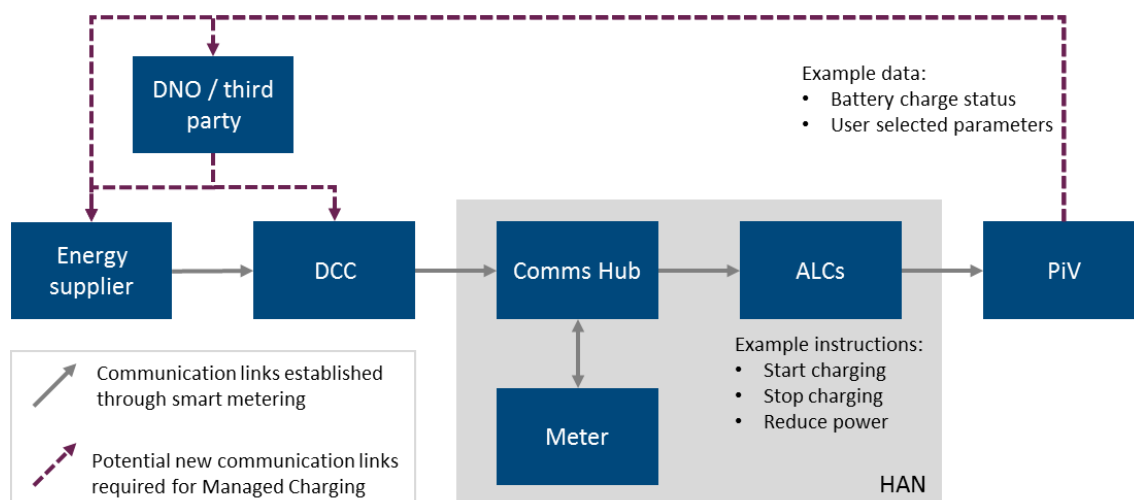 DNO / third
party
Example data:
• Battery charge status
• User selected parameters
Energy
supplier
DCC
Comms Hub
ALCs
PiV
Example instructions:
• Start charging
• Stop charging
• Reduce power
Meter
HAN
Communication links established
through smart metering
Potential new communication links
required for Managed Charging